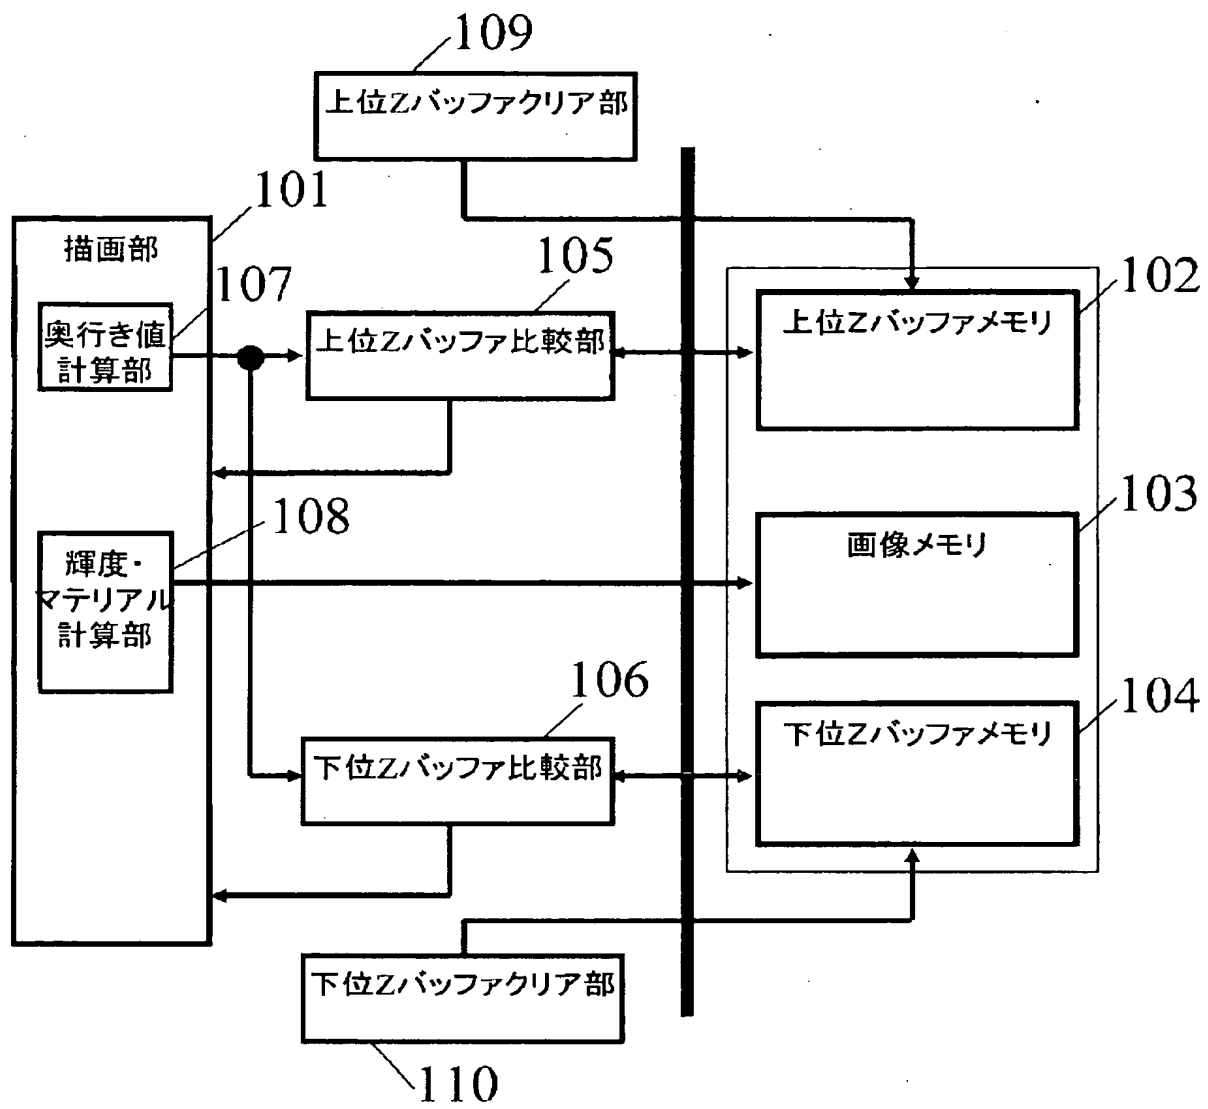 109
上位Zバッファクリア部
101
描画部
107
奥行き値
計算部
105
上位Zバッファ比較部
102
上位Zバッファメモリ
108
輝度・
マテリアル
計算部
103
画像メモリ
106
下位Zバッファ比較部
104
下位Zバッファメモリ
下位Zバッファクリア部
110